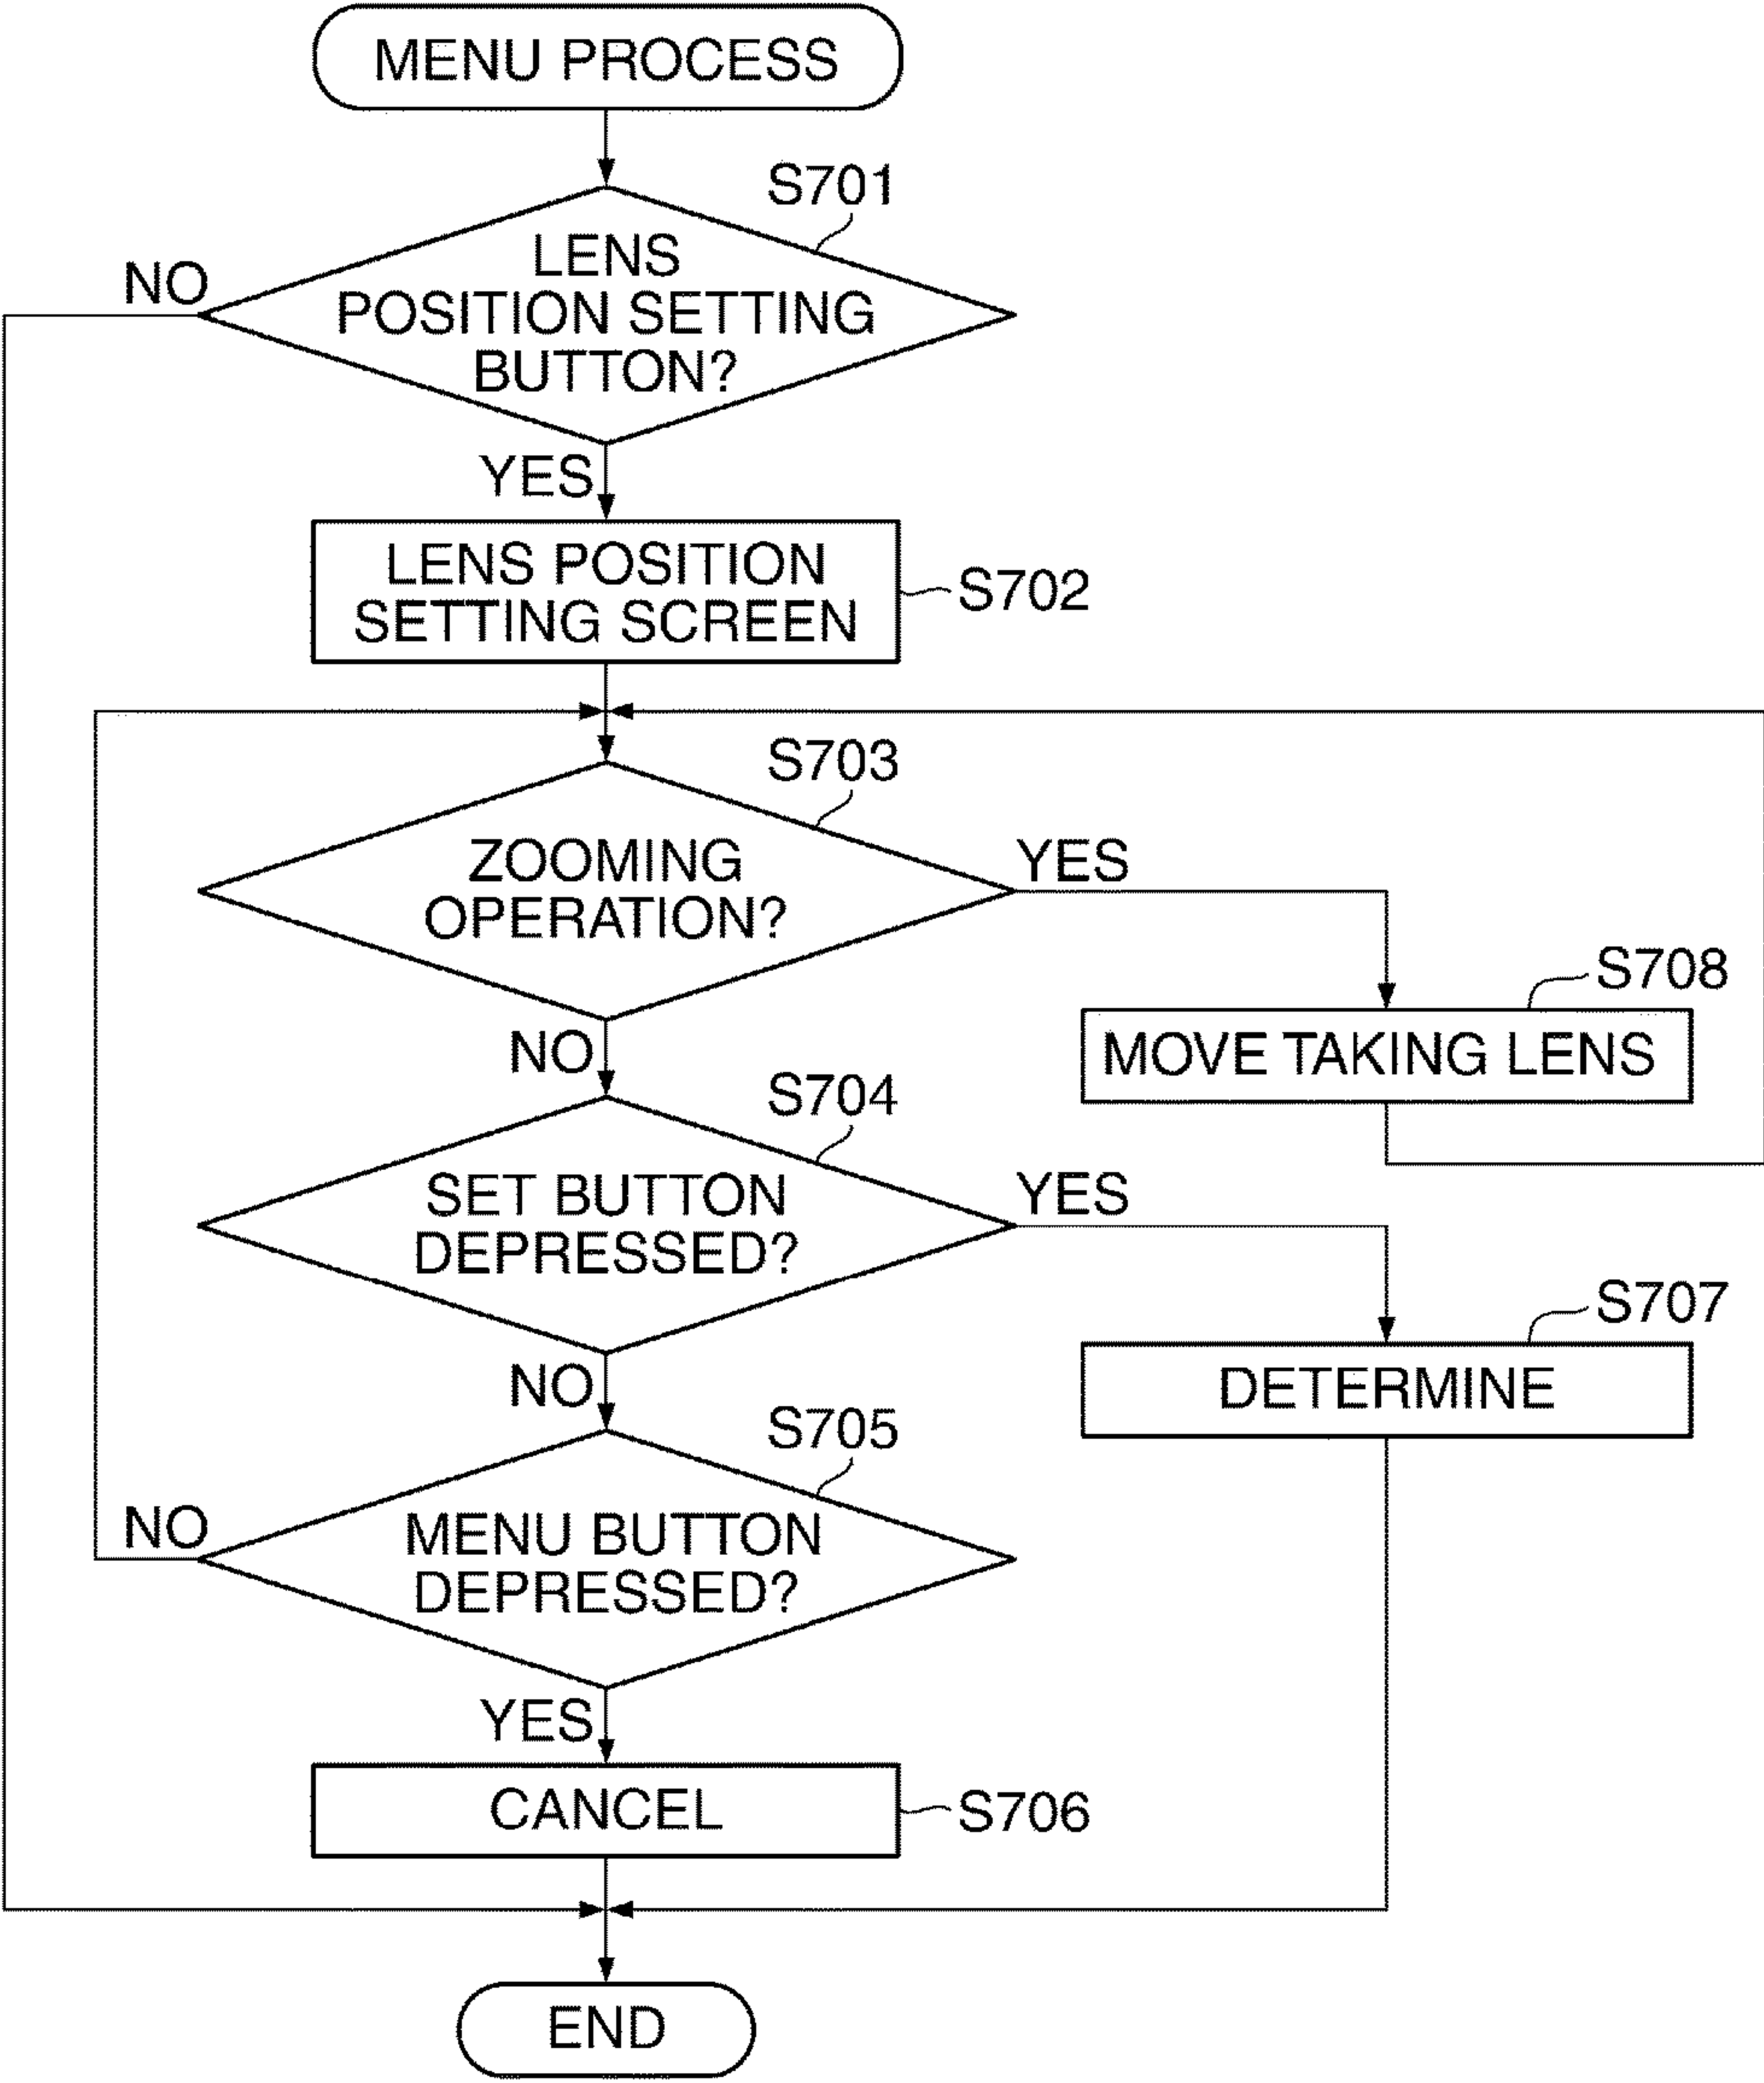 MENU PROCESS
S701
LENS
POSITION SETTING
BUTTON?
NO
YES
LENS POSITION
SETTING SCREEN
S702
S703
ZOOMING
OPERATION?
YES
NO
S708
MOVE TAKING LENS
S704
SET BUTTON
DEPRESSED?
YES
NO
S707
DETERMINE
S705
MENU BUTTON
DEPRESSED?
NO
YES
CANCEL
S706
END